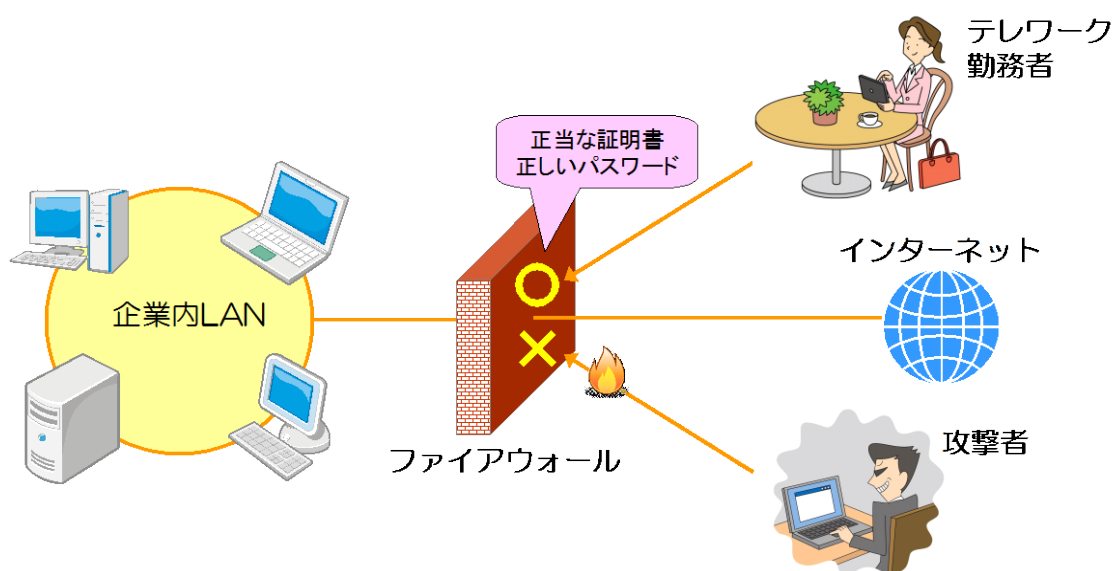 テレワーク
勤務者
正当な証明書
正しいパスワード
インターネット
企業内LAN
ファイアウォール
攻撃者